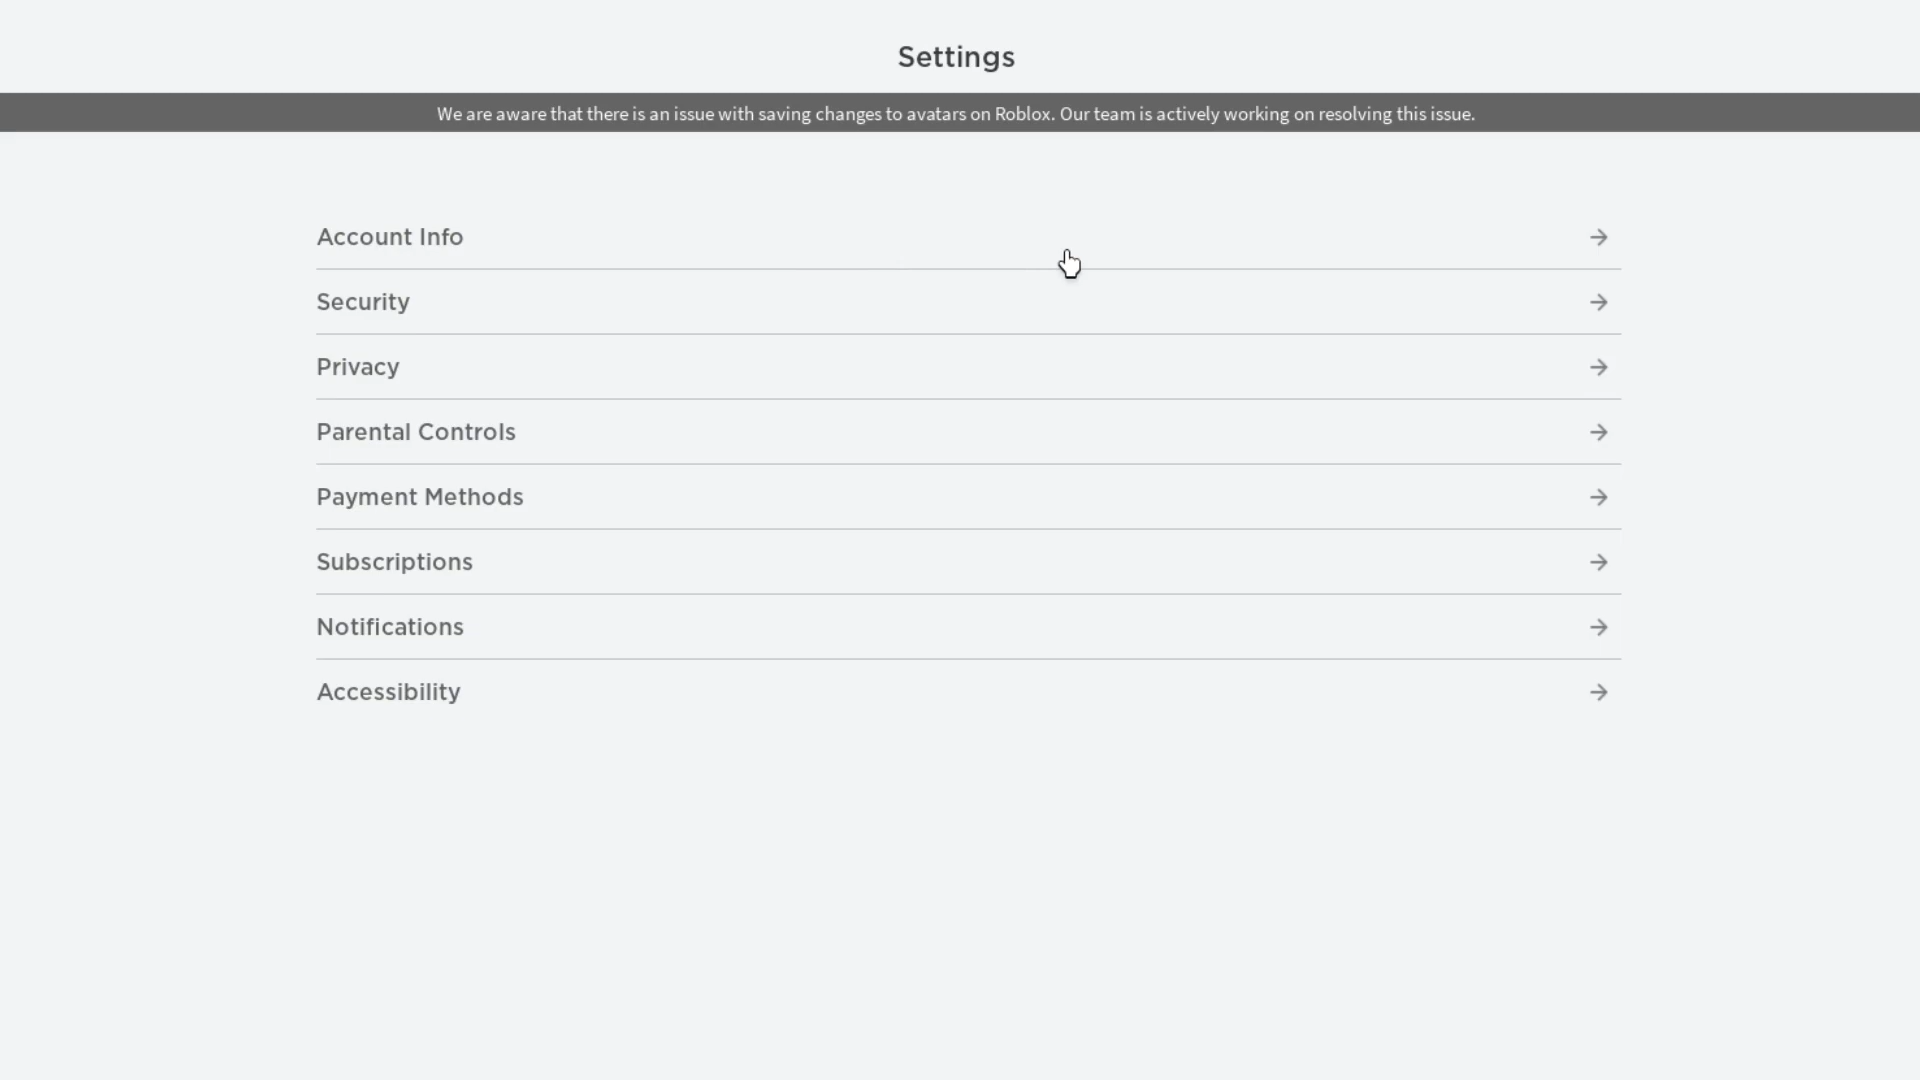 Settings
We are aware that there is an issue with saving changes to avatars on Roblox. Our team is actively working on resolving this issue.
Account Info
Security
Privacy
Parental Controls
Payment Methods
Subscriptions
Notifications
Accessibility